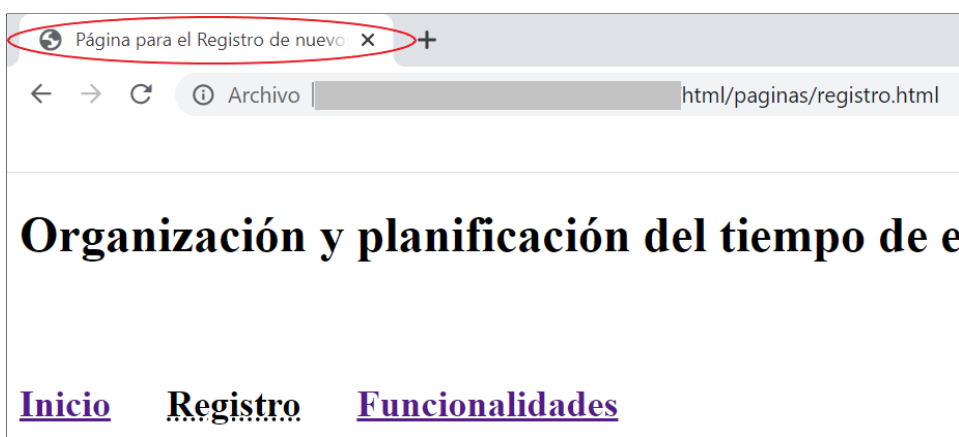 Página para el Registro de nuevo
Archivo | html/paginas/registro.html
Organización y planificación del tiempo de e
Inicio Registro Funcionalidades